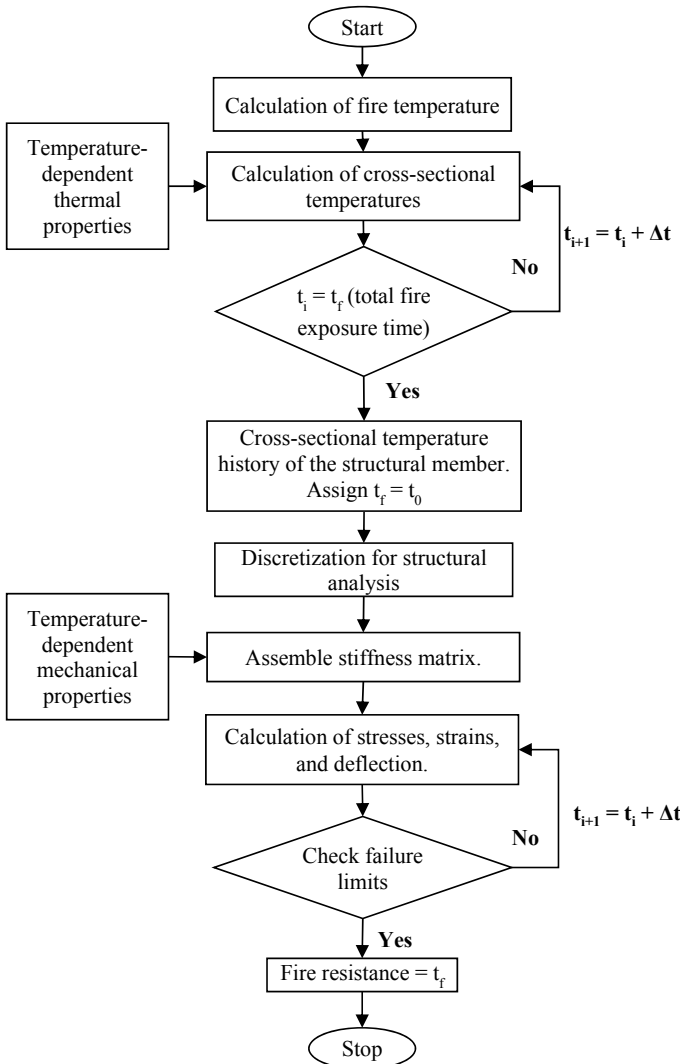 Start
Calculation of fire temperature
Temperature-
dependent
thermal
properties
Calculation of cross-sectional
temperatures
tᵢ₊₁ = tᵢ + Δt
No
tᵢ = t_f (total fire
exposure time)
Yes
Cross-sectional temperature
history of the structural member.
Assign t_f = t₀
Discretization for structural
analysis
Temperature-
dependent
mechanical
properties
Assemble stiffness matrix.
Calculation of stresses, strains,
and deflection.
tᵢ₊₁ = tᵢ + Δt
No
Check failure
limits
Yes
Fire resistance = t_f
Stop